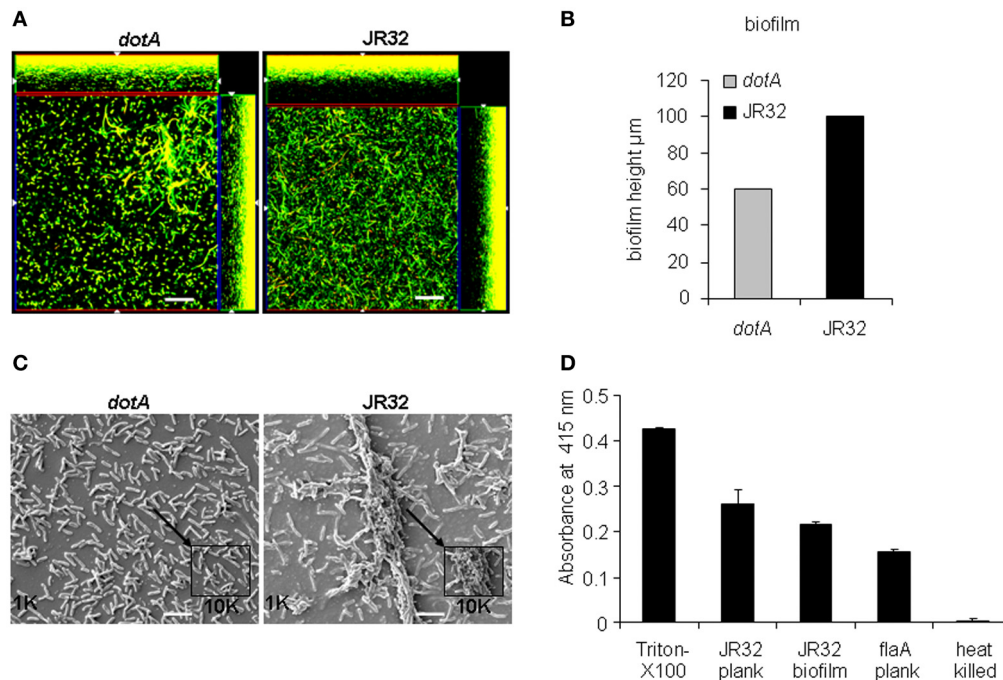 A
dotA
JR32
B
biofilm
dotA
JR32
biofilm height µm
120
100
80
60
40
20
0
dotA
JR32
C
dotA
JR32
1K
10K
1K
10K
D
Absorbance at 415 nm
0.5
0.4
0.3
0.2
0.1
0
Triton-
X100
JR32
plank
JR32
biofilm
flaA
plank
heat
killed